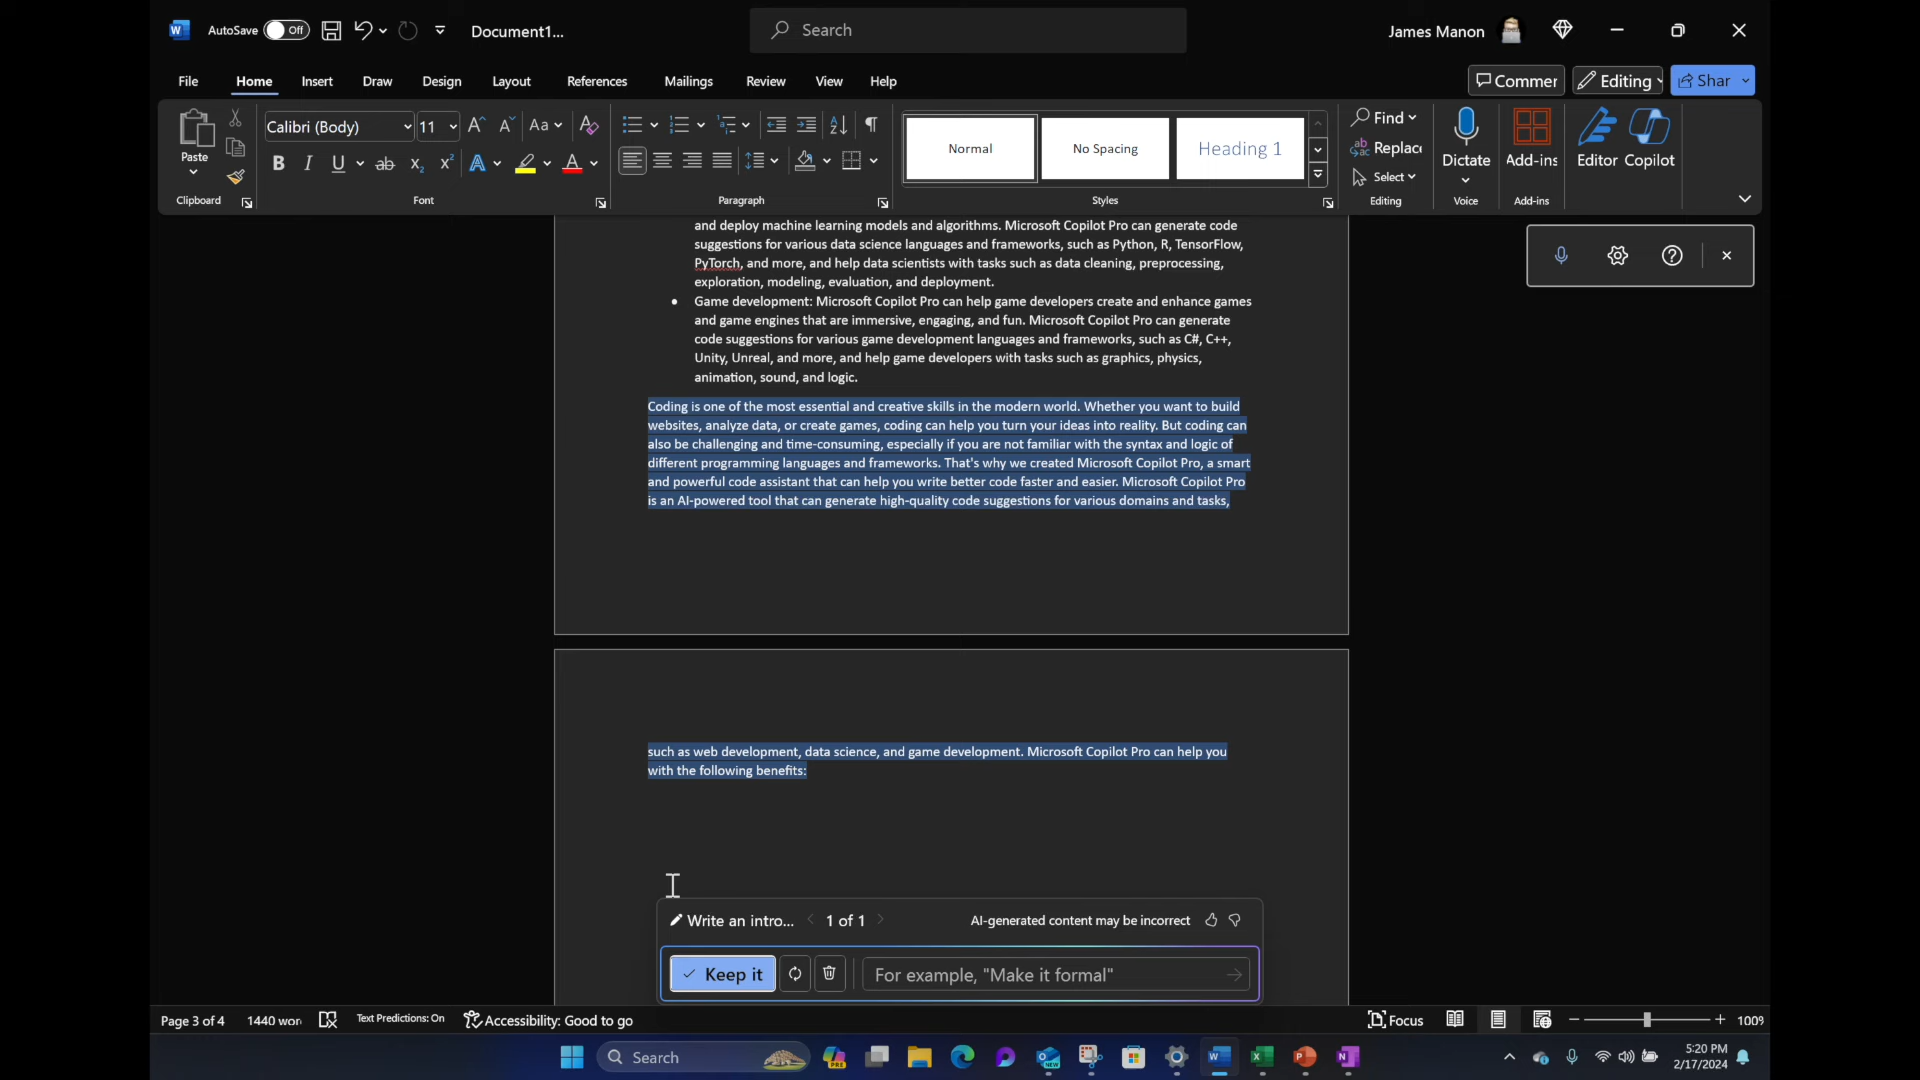 AutoSave Off Document1... Search James Manon
File Home Insert Draw Design Layout References Mailings Review View Help Commer Editing Shar
Paste
Clipboard
Calibri (Body) 11 Aa
B I U ab x₂ x² A A
Font
Paragraph
Normal No Spacing Heading 1
Styles
Find
Replace
Select
Editing
Dictate
Voice
Add-ins
Add-ins
Editor Copilot
and deploy machine learning models and algorithms. Microsoft Copilot Pro can generate code
suggestions for various data science languages and frameworks, such as Python, R, TensorFlow,
PyTorch, and more, and help data scientists with tasks such as data cleaning, preprocessing,
exploration, modeling, evaluation, and deployment.
• Game development: Microsoft Copilot Pro can help game developers create and enhance games
and game engines that are immersive, engaging, and fun. Microsoft Copilot Pro can generate
code suggestions for various game development languages and frameworks, such as C#, C++,
Unity, Unreal, and more, and help game developers with tasks such as graphics, physics,
animation, sound, and logic.
Coding is one of the most essential and creative skills in the modern world. Whether you want to build
websites, analyze data, or create games, coding can help you turn your ideas into reality. But coding can
also be challenging and time-consuming, especially if you are not familiar with the syntax and logic of
different programming languages and frameworks. That's why we created Microsoft Copilot Pro, a smart
and powerful code assistant that can help you write better code faster and easier. Microsoft Copilot Pro
is an AI-powered tool that can generate high-quality code suggestions for various domains and tasks,
such as web development, data science, and game development. Microsoft Copilot Pro can help you
with the following benefits:
Write an intro... 1 of 1 AI-generated content may be incorrect
Keep it For example, "Make it formal"
Page 3 of 4 1440 wor Text Predictions: On Accessibility: Good to go Focus 100%
Search PRE NEW 5:20 PM
2/17/2024